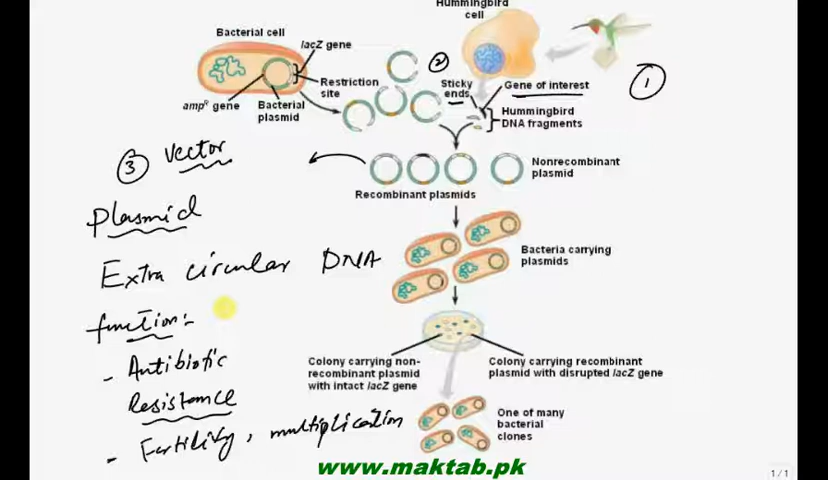 Hummingbird
cell
Bacterial cell
lacZ gene
Restriction
site
ampR gene
Bacterial
plasmid
②
Sticky
ends
Gene of interest
①
Hummingbird
DNA fragments
③ Vector
Nonrecombinant
plasmid
Recombinant plasmids
Plasmid
Extra circular DNA
Bacteria carrying
plasmids
function:-
- Antibiotic
Resistance
- Fertility, multiplication
Colony carrying non-
recombinant plasmid
with intact lacZ gene
Colony carrying recombinant
plasmid with disrupted lacZ gene
One of many
bacterial
clones
www.maktab.pk
1/1